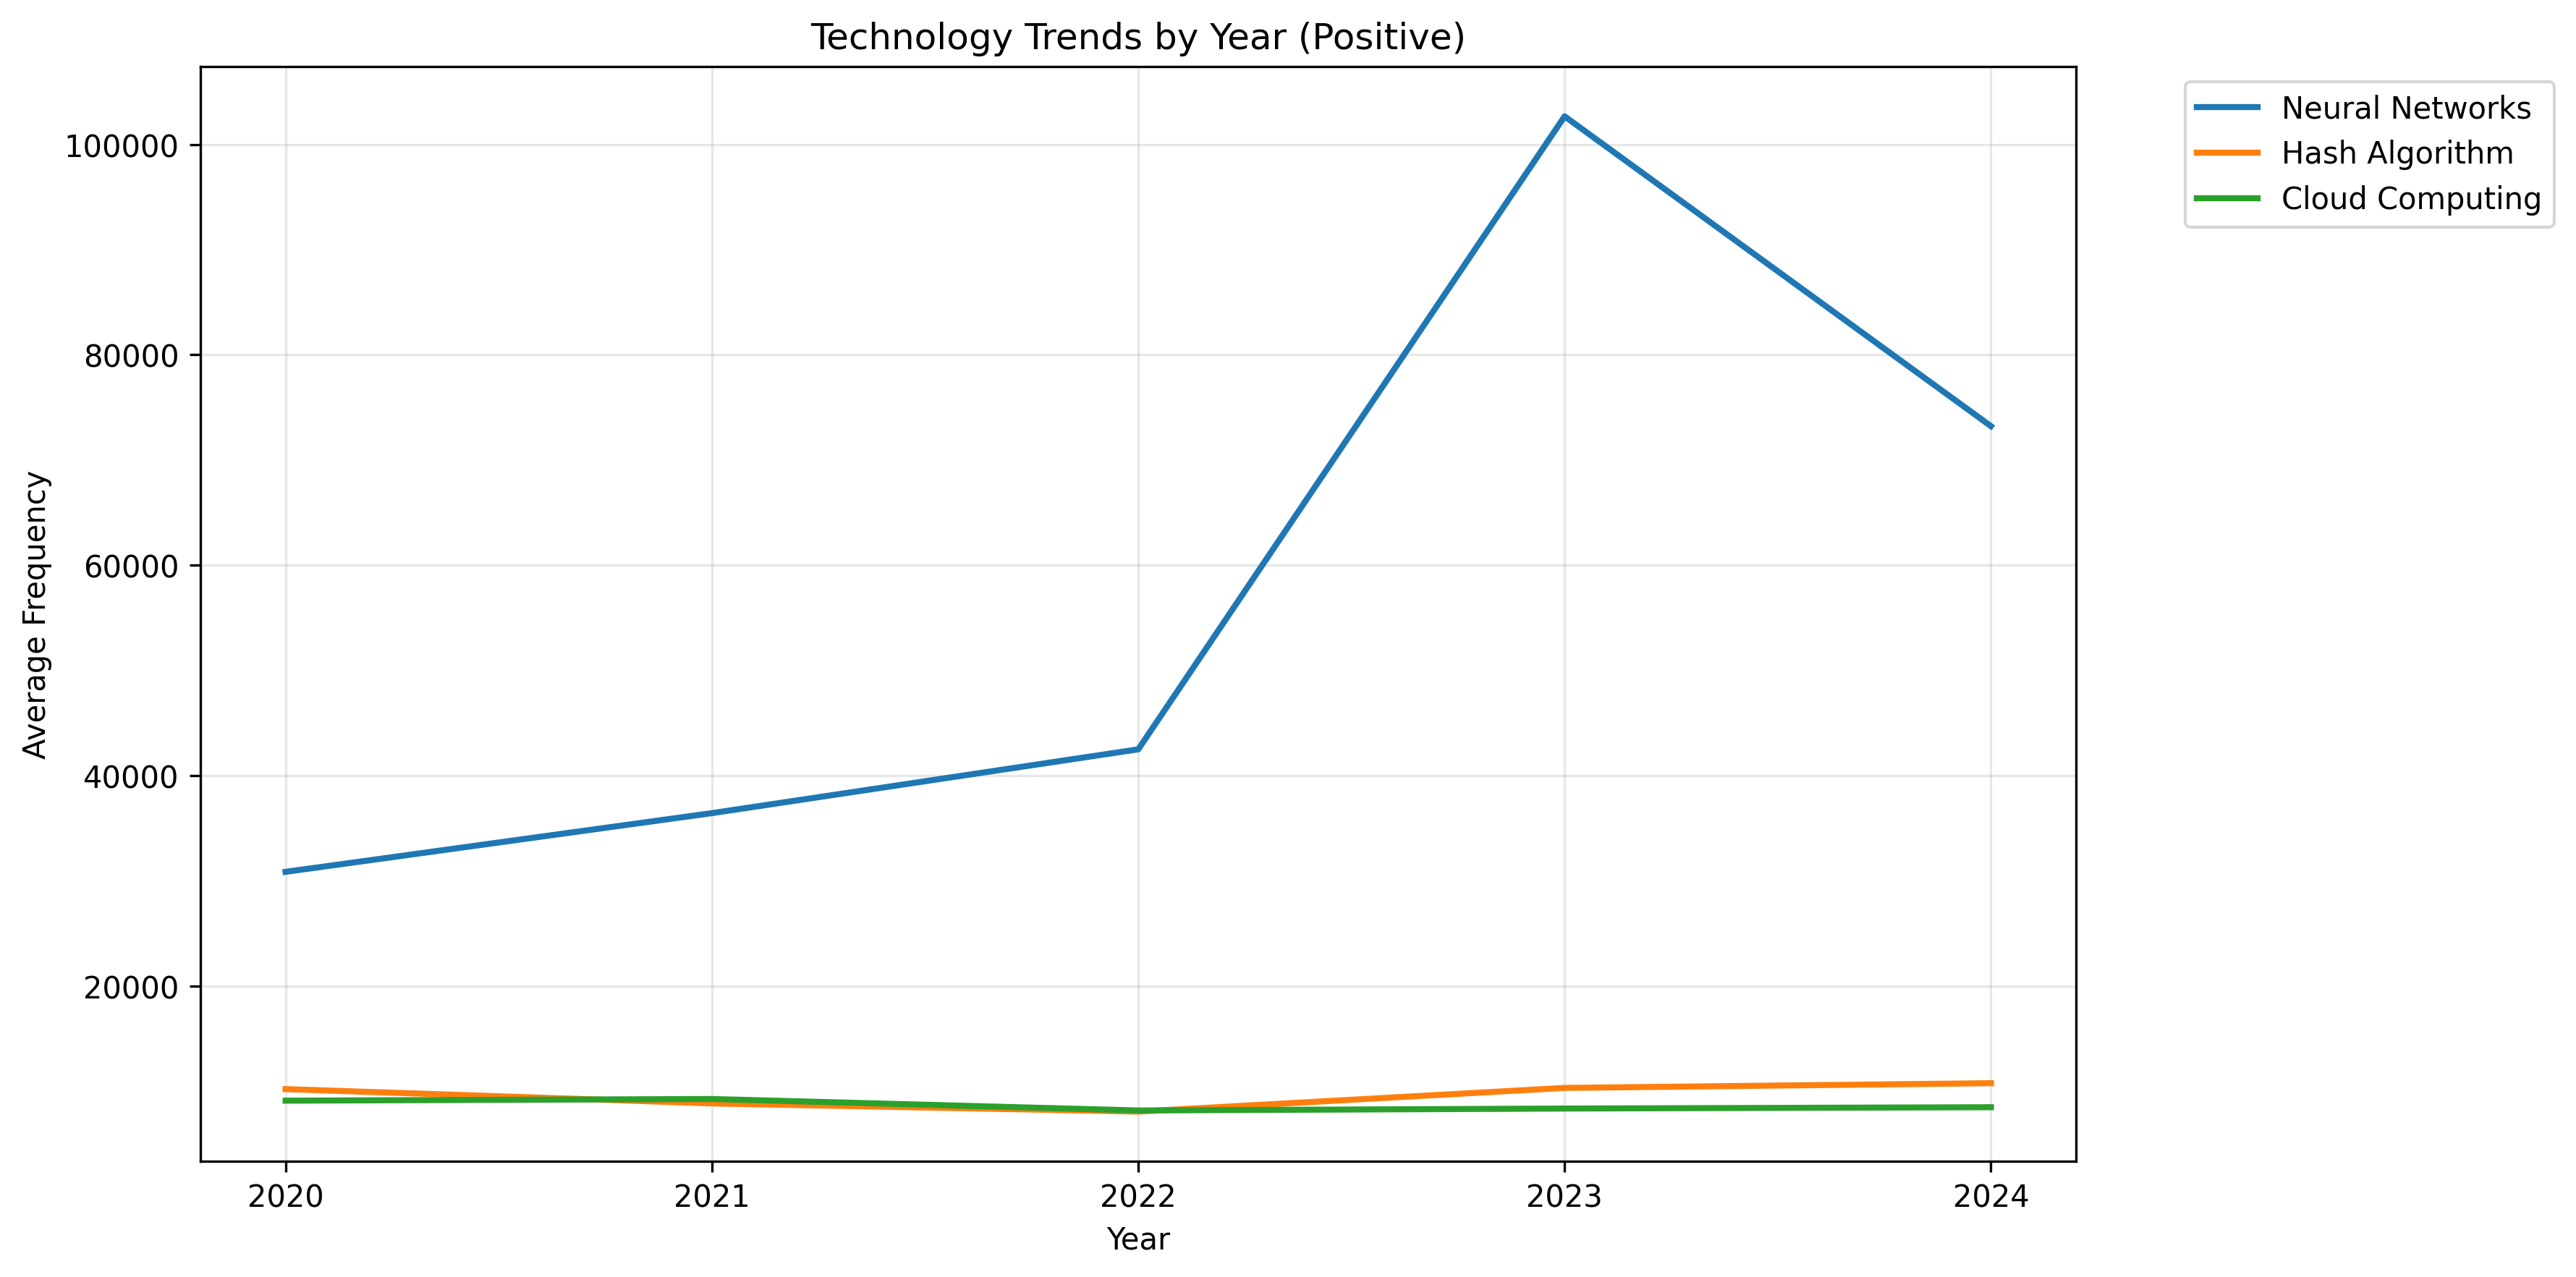 Technology Trends by Year (Positive)
Neural Networks
Hash Algorithm
Cloud Computing
Average Frequency
100000
80000
60000
40000
20000
2020
2021
2022
2023
2024
Year